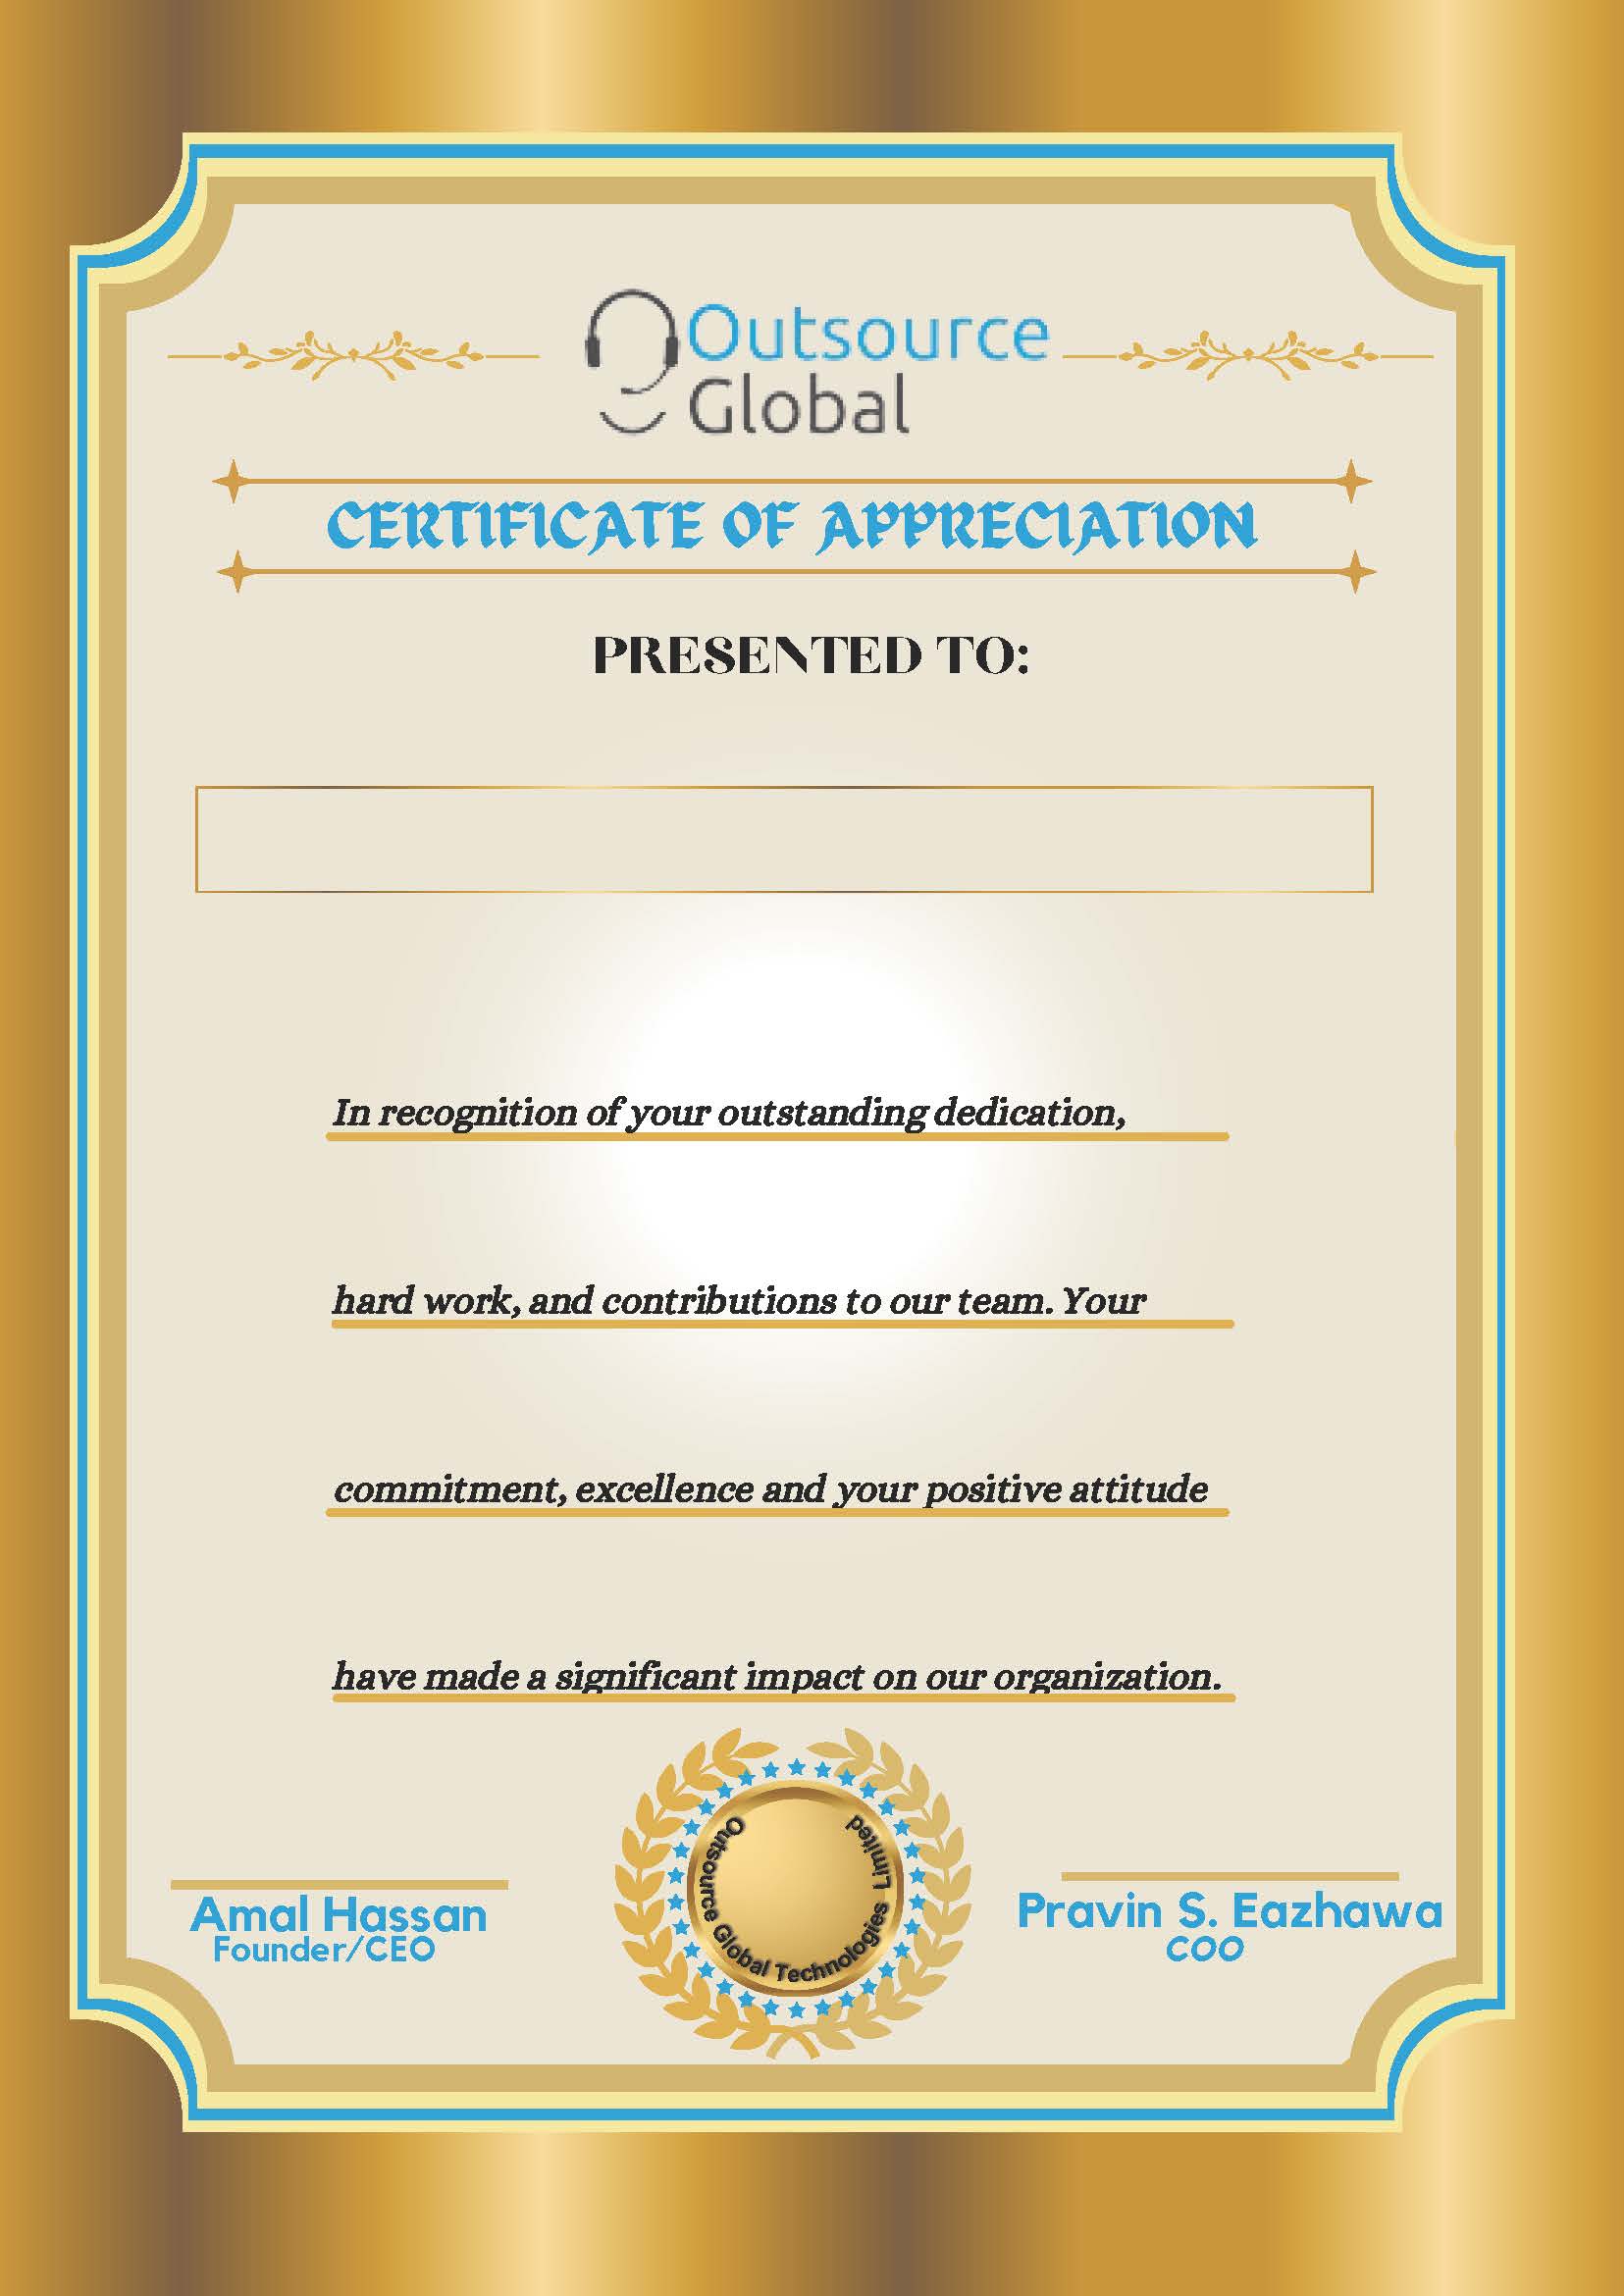 Outsource
Global
CERTIFICATE OF APPRECIATION
PRESENTED TO:
In recognition of your outstanding dedication,
hard work, and contributions to our team. Your
commitment, excellence and your positive attitude
have made a significant impact on our organization.
Outsource Global Technologies Limited
Amal Hassan
Founder/CEO
Pravin S. Eazhawa
COO